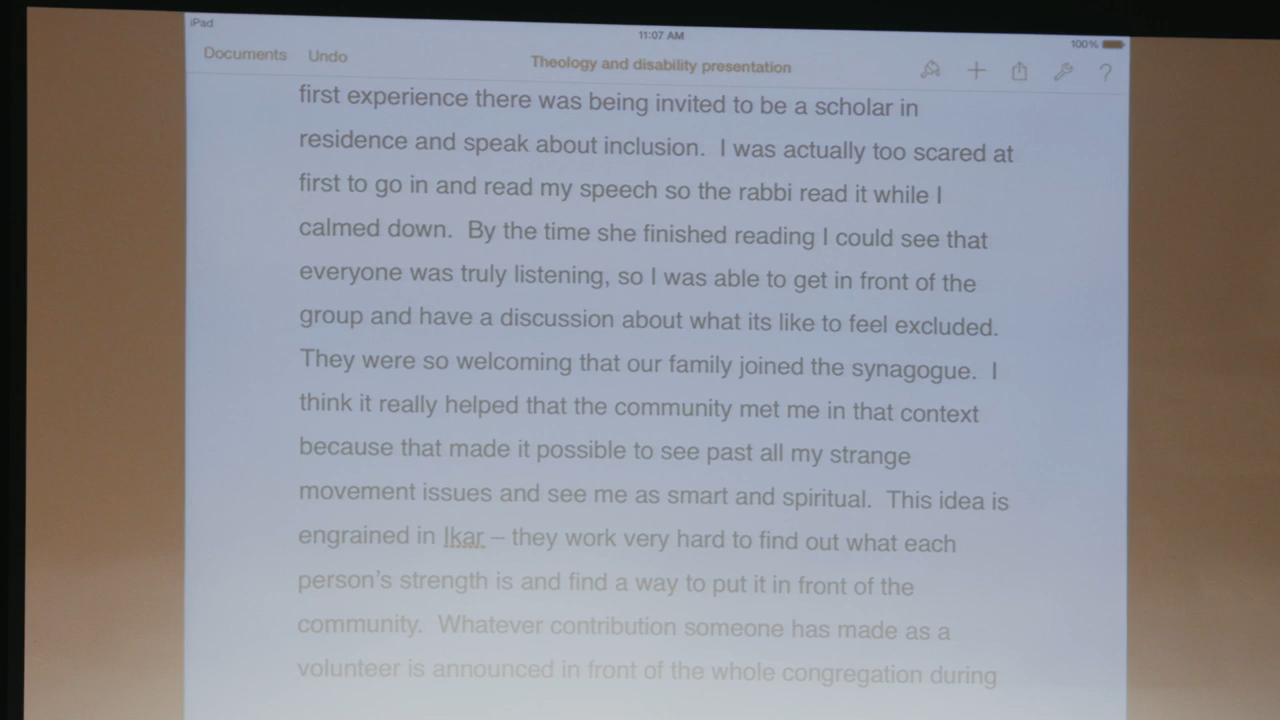 iPad
11:07 AM
100%
Documents Undo
Theology and disability presentation
?
first experience there was being invited to be a scholar in
residence and speak about inclusion.  I was actually too scared at
first to go in and read my speech so the rabbi read it while I
calmed down.  By the time she finished reading I could see that
everyone was truly listening, so I was able to get in front of the
group and have a discussion about what its like to feel excluded.
They were so welcoming that our family joined the synagogue.  I
think it really helped that the community met me in that context
because that made it possible to see past all my strange
movement issues and see me as smart and spiritual.  This idea is
engrained in Ikar – they work very hard to find out what each
person's strength is and find a way to put it in front of the
community.  Whatever contribution someone has made as a
volunteer is announced in front of the whole congregation during